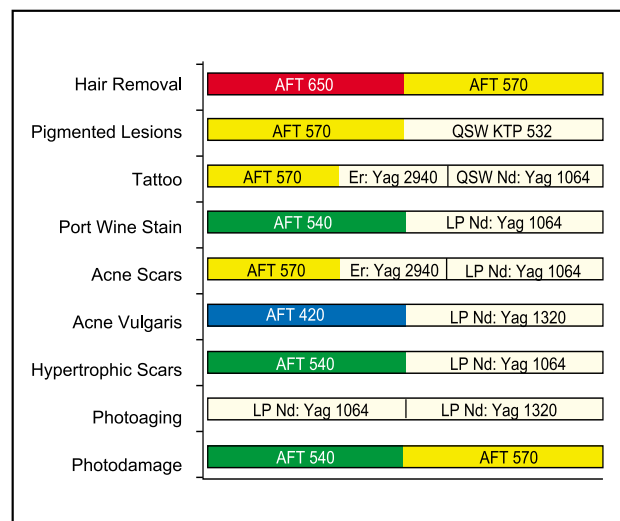 Hair Removal AFT 650 AFT 570
Pigmented Lesions AFT 570 QSW KTP 532
Tattoo AFT 570 Er: Yag 2940 QSW Nd: Yag 1064
Port Wine Stain AFT 540 LP Nd: Yag 1064
Acne Scars AFT 570 Er: Yag 2940 LP Nd: Yag 1064
Acne Vulgaris AFT 420 LP Nd: Yag 1320
Hypertrophic Scars AFT 540 LP Nd: Yag 1064
Photoaging LP Nd: Yag 1064 LP Nd: Yag 1320
Photodamage AFT 540 AFT 570